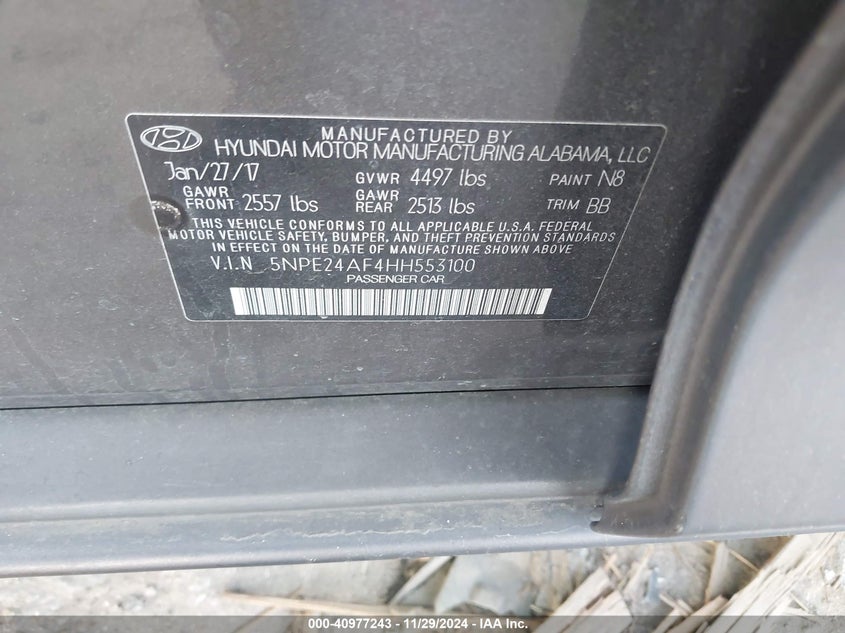 MANUFACTURED BY
HYUNDAI MOTOR MANUFACTURING ALABAMA, LLC
Jan/27/17 GVWR 4497 lbs PAINT N8
GAWR FRONT 2557 lbs GAWR REAR 2513 lbs TRIM BB
THIS VEHICLE CONFORMS TO ALL APPLICABLE U.S.A. FEDERAL
MOTOR VEHICLE SAFETY, BUMPER, AND THEFT PREVENTION STANDARDS
IN EFFECT ON THE DATE OF MANUFACTURE SHOWN ABOVE
V.I.N 5NPE24AF4HH553100
PASSENGER CAR
000-40977243 - 11/29/2024 - IAA Inc.